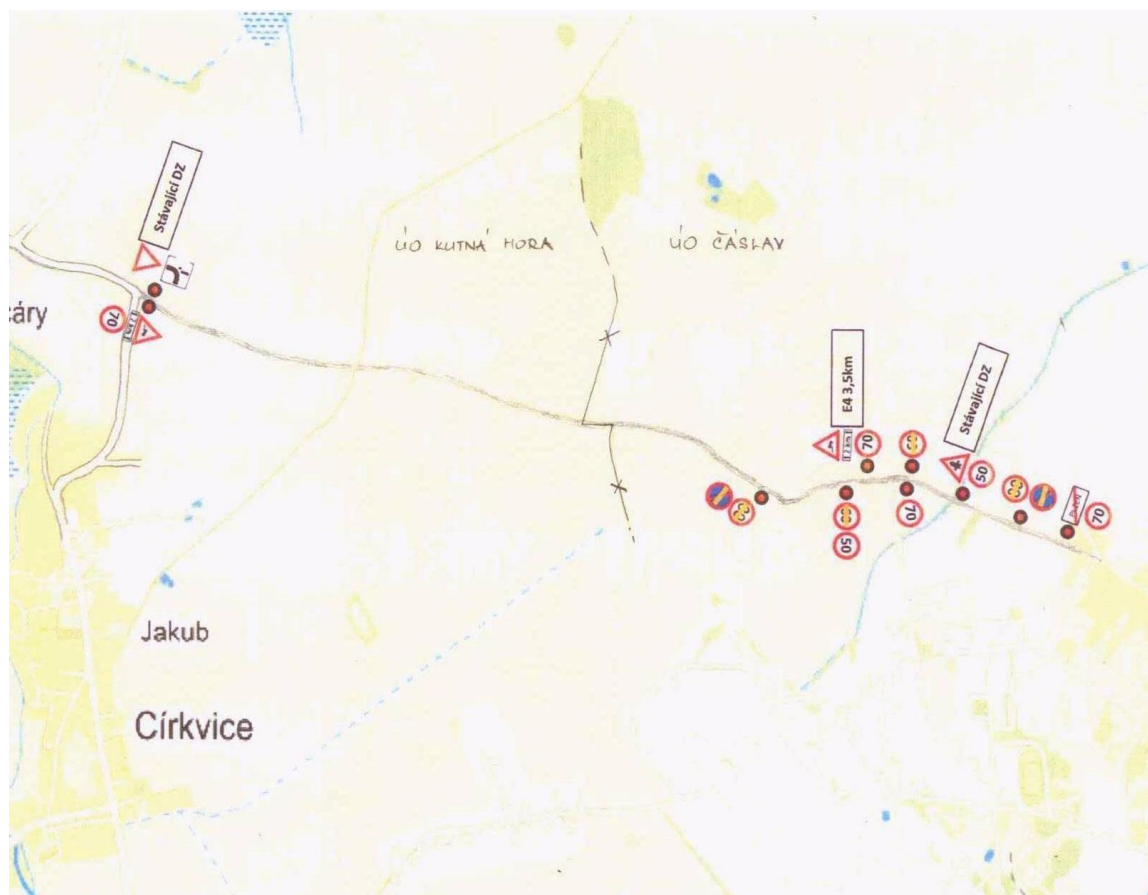 Stávající DZ
ÚO KUTNÁ HORA
ÚO ČÁSLAV
cáry
70
E4 3,5km
70
Stávající DZ
50
50
70
70
Jakub
Církvice